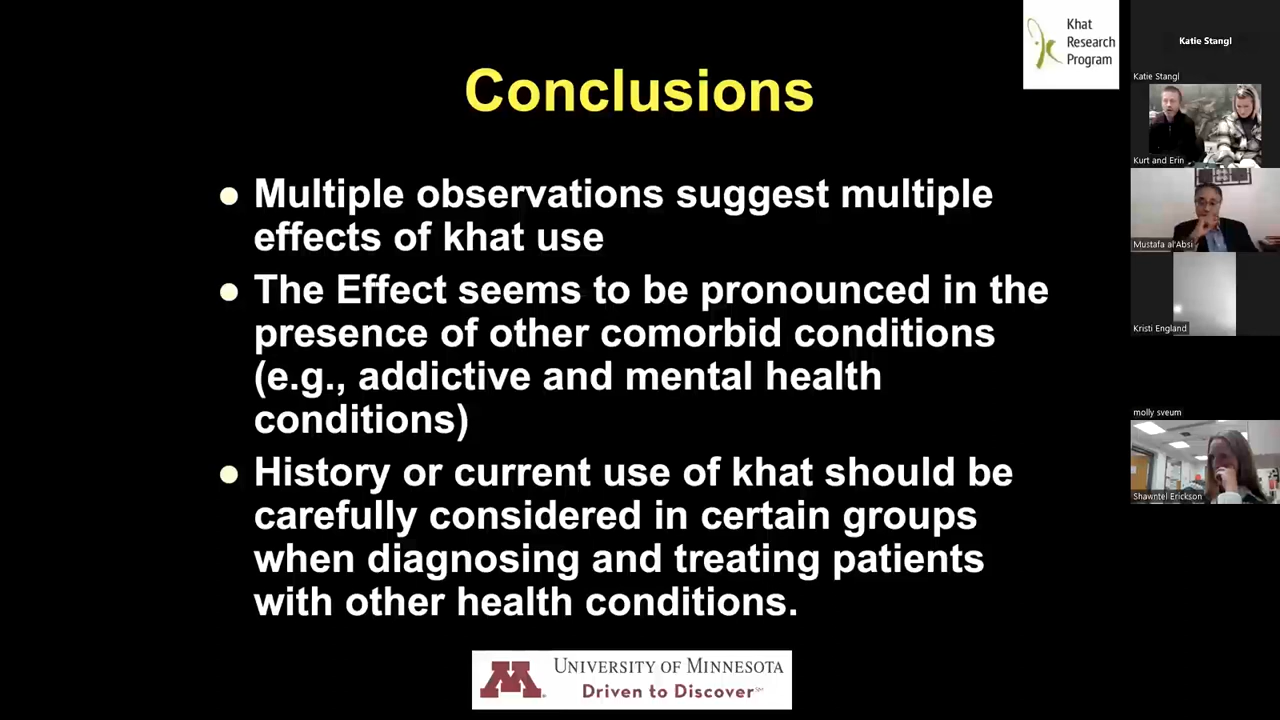 Conclusions
● Multiple observations suggest multiple
effects of khat use
● The Effect seems to be pronounced in the
presence of other comorbid conditions
(e.g., addictive and mental health
conditions)
● History or current use of khat should be
carefully considered in certain groups
when diagnosing and treating patients
with other health conditions.
Khat
Research
Program
M
UNIVERSITY OF MINNESOTA
Driven to Discover℠
Katie Stangl
Katie Stangl
Kurt and Erin
Mustafa al'Absi
Kristi England
molly sveum
Shawntel Erickson